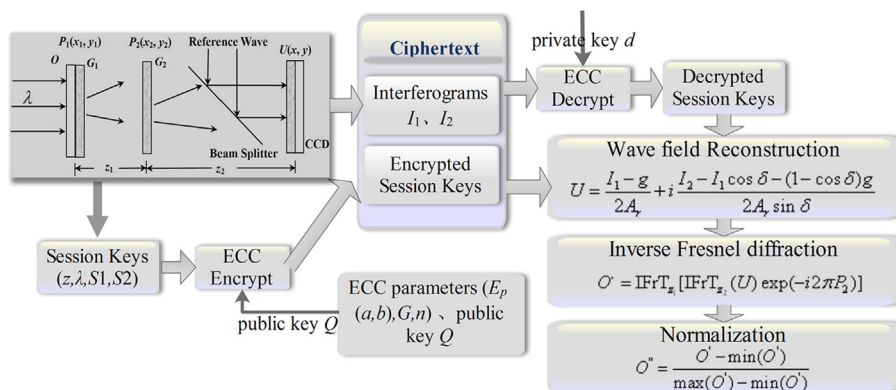 P₁(x₁, y₁)
P₂(x₂, y₂)
Reference Wave
U(x, y)
O
G₁
G₂
λ
CCD
Beam Splitter
z₁
z₂
Ciphertext
Interferograms
I₁、I₂
Encrypted
Session Keys
private key d
ECC
Decrypt
Decrypted
Session Keys
Wave field Reconstruction
U = (I₁ − g)/(2Aᵣ) + i (I₂ − I₁ cos δ − (1 − cos δ)g)/(2Aᵣ sin δ)
Inverse Fresnel diffraction
O' = IFrT_z₁[IFrT_z₂(U) exp(−i2πP₂)]
Normalization
O" = (O' − min(O'))/(max(O') − min(O'))
Session Keys
(z,λ,S1,S2)
ECC
Encrypt
public key Q
ECC parameters (Eₚ
(a,b),G,n) 、public
key Q